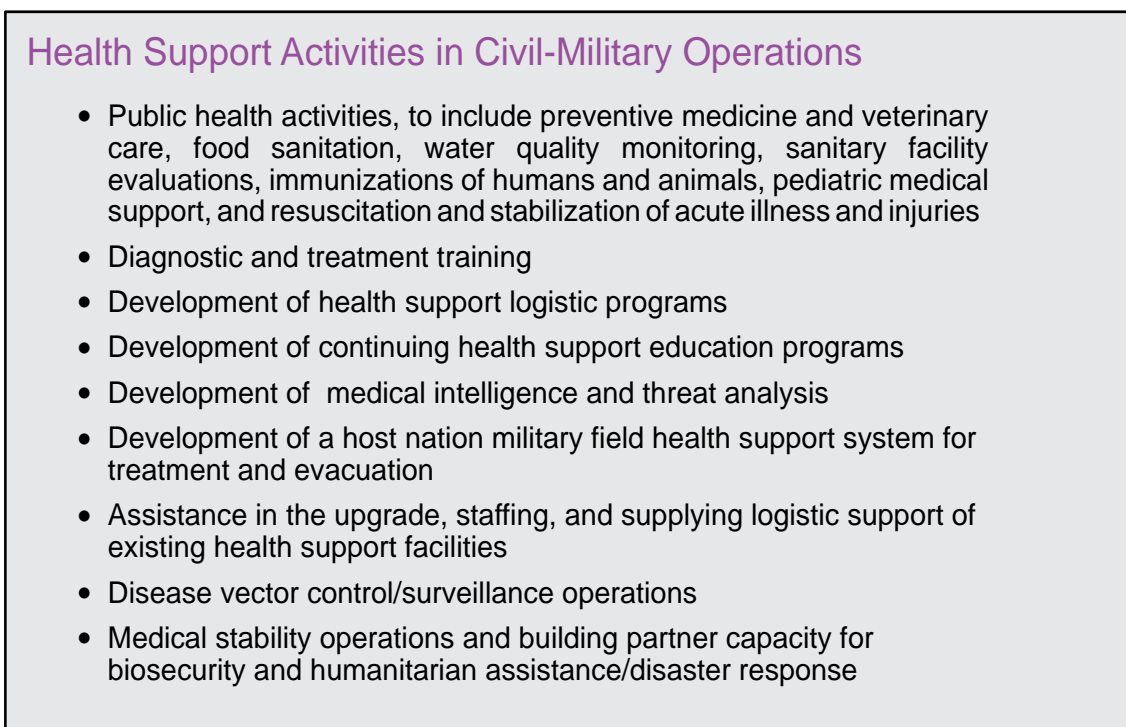 Health Support Activities in Civil-Military Operations
• Public health activities, to include preventive medicine and veterinary
care, food sanitation, water quality monitoring, sanitary facility
evaluations, immunizations of humans and animals, pediatric medical
support, and resuscitation and stabilization of acute illness and injuries
• Diagnostic and treatment training
• Development of health support logistic programs
• Development of continuing health support education programs
• Development of  medical intelligence and threat analysis
• Development of a host nation military field health support system for
treatment and evacuation
• Assistance in the upgrade, staffing, and supplying logistic support of
existing health support facilities
• Disease vector control/surveillance operations
• Medical stability operations and building partner capacity for
biosecurity and humanitarian assistance/disaster response